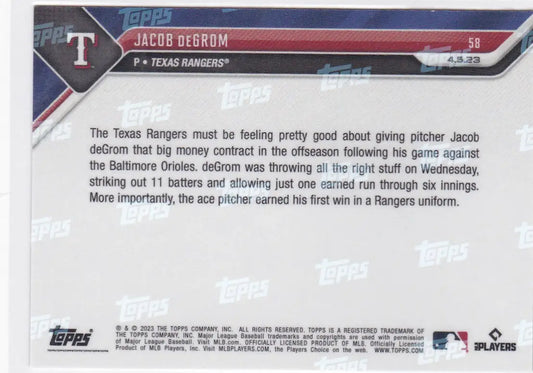 JACOB DEGROM
58
P • TEXAS RANGERS®
4.5.23
The Texas Rangers must be feeling pretty good about giving pitcher Jacob
deGrom that big money contract in the offseason following his game against
the Baltimore Orioles. deGrom was throwing all the right stuff on Wednesday,
striking out 11 batters and allowing just one earned run through six innings.
More importantly, the ace pitcher earned his first win in a Rangers uniform.
Topps
® & © 2023 THE TOPPS COMPANY, INC. ALL RIGHTS RESERVED. TOPPS IS A REGISTERED TRADEMARK OF
THE TOPPS COMPANY, INC. Major League Baseball trademarks and copyrights are used with permission
of Major League Baseball. Visit MLB.com. OFFICIALLY LICENSED PRODUCT OF MLB. Officially Licensed
Product of MLB Players, Inc. Visit MLBPLAYERS.com, the Players Choice on the web. WWW.TOPPS.COM
PLAYERS